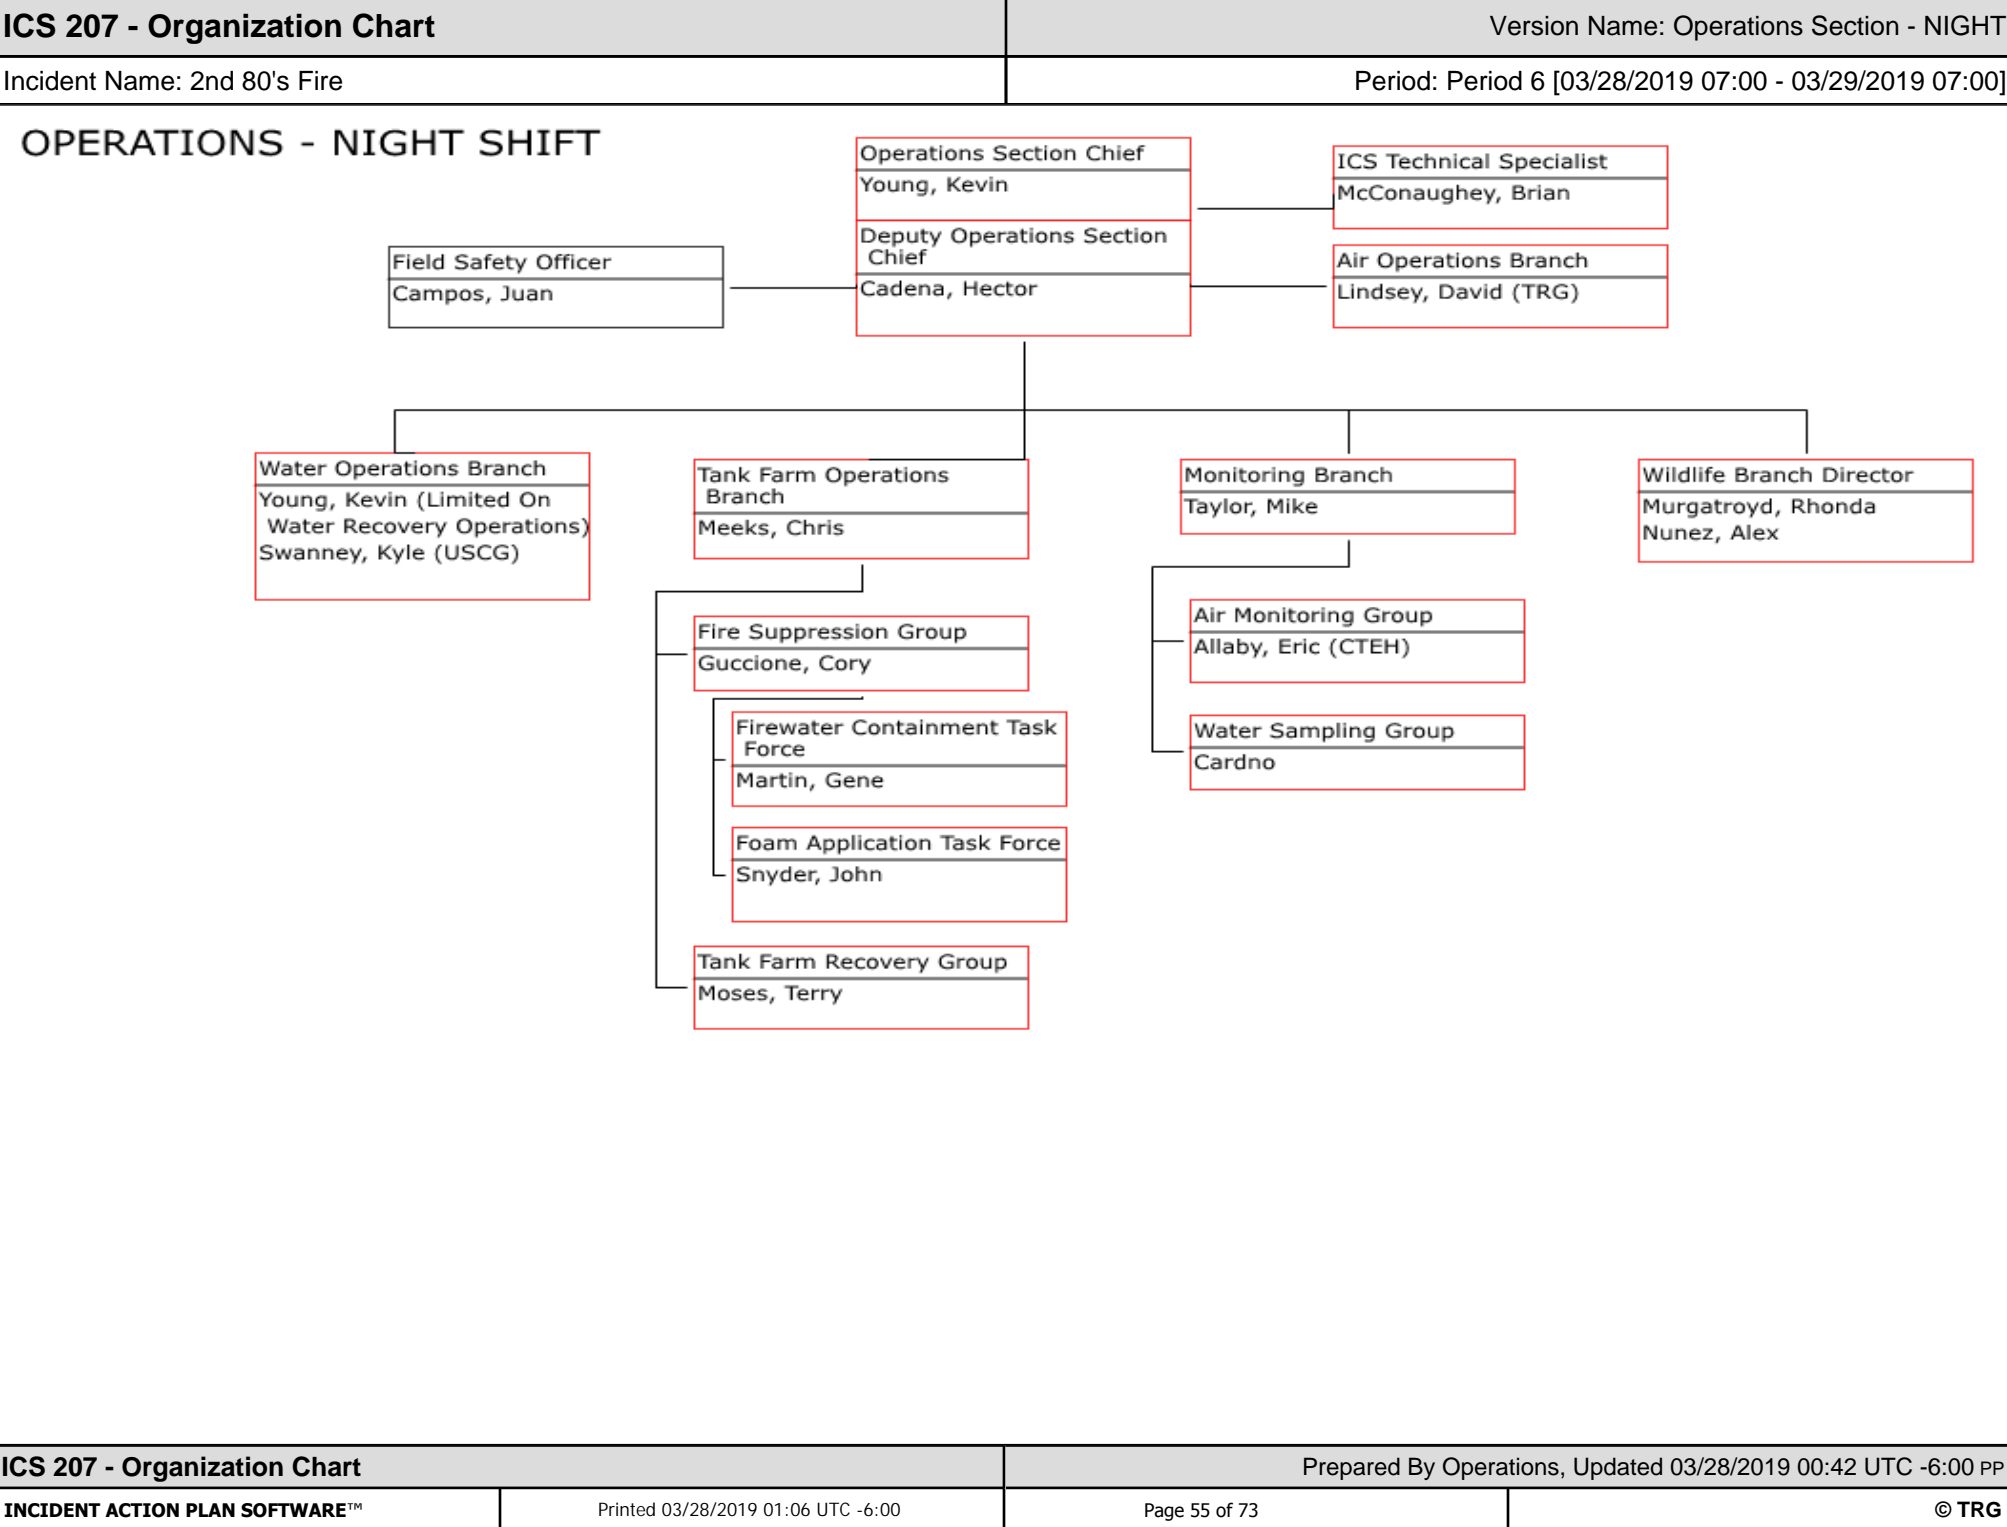 ICS 207 - Organization Chart
Version Name: Operations Section - NIGHT
Incident Name: 2nd 80's Fire
Period: Period 6 [03/28/2019 07:00 - 03/29/2019 07:00]
OPERATIONS - NIGHT SHIFT
Operations Section Chief
Young, Kevin
ICS Technical Specialist
McConaughey, Brian
Deputy Operations Section
Chief
Cadena, Hector
Field Safety Officer
Campos, Juan
Air Operations Branch
Lindsey, David (TRG)
Water Operations Branch
Young, Kevin (Limited On
Water Recovery Operations)
Swanney, Kyle (USCG)
Tank Farm Operations
Branch
Meeks, Chris
Monitoring Branch
Taylor, Mike
Wildlife Branch Director
Murgatroyd, Rhonda
Nunez, Alex
Fire Suppression Group
Guccione, Cory
Firewater Containment Task
Force
Martin, Gene
Foam Application Task Force
Snyder, John
Tank Farm Recovery Group
Moses, Terry
Air Monitoring Group
Allaby, Eric (CTEH)
Water Sampling Group
Cardno
ICS 207 - Organization Chart
Prepared By Operations, Updated 03/28/2019 00:42 UTC -6:00 PP
INCIDENT ACTION PLAN SOFTWARE™
Printed 03/28/2019 01:06 UTC -6:00
Page 55 of 73
© TRG